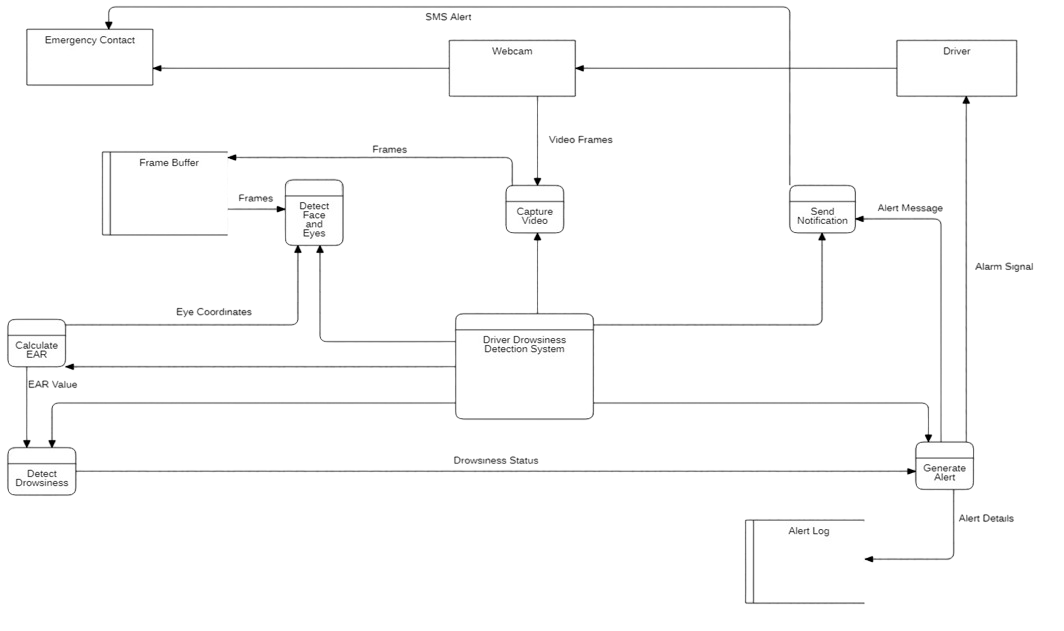 SMS Alert
Emergency Contact
Webcam
Driver
Video Frames
Frames
Frame Buffer
Frames
Detect
Face
and
Eyes
Capture
Video
Send
Notification
Alert Message
Alarm Signal
Eye Coordinates
Driver Drowsiness
Detection System
Calculate
EAR
EAR Value
Drowsiness Status
Detect
Drowsiness
Generate
Alert
Alert Details
Alert Log